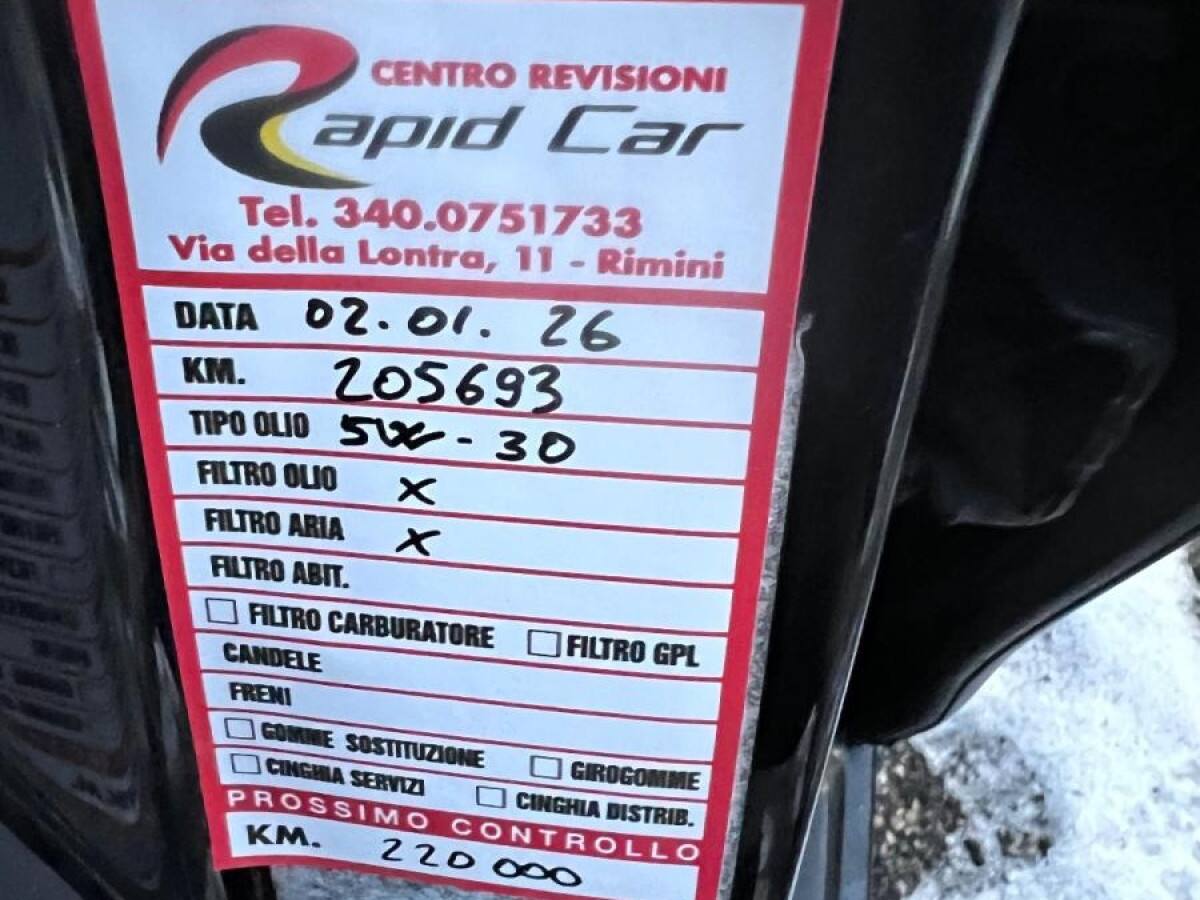 CENTRO REVISIONI
Rapid Car
Tel. 340.0751733
Via della Lontra, 11 - Rimini
DATA 02.01.26
KM. 205693
TIPO OLIO 5W-30
FILTRO OLIO X
FILTRO ARIA X
FILTRO ABIT.
FILTRO CARBURATORE FILTRO GPL
CANDELE
FRENI
GOMME SOSTITUZIONE GIROGOMME
CINGHIA SERVIZI CINGHIA DISTRIB.
PROSSIMO CONTROLLO
KM. 220 000